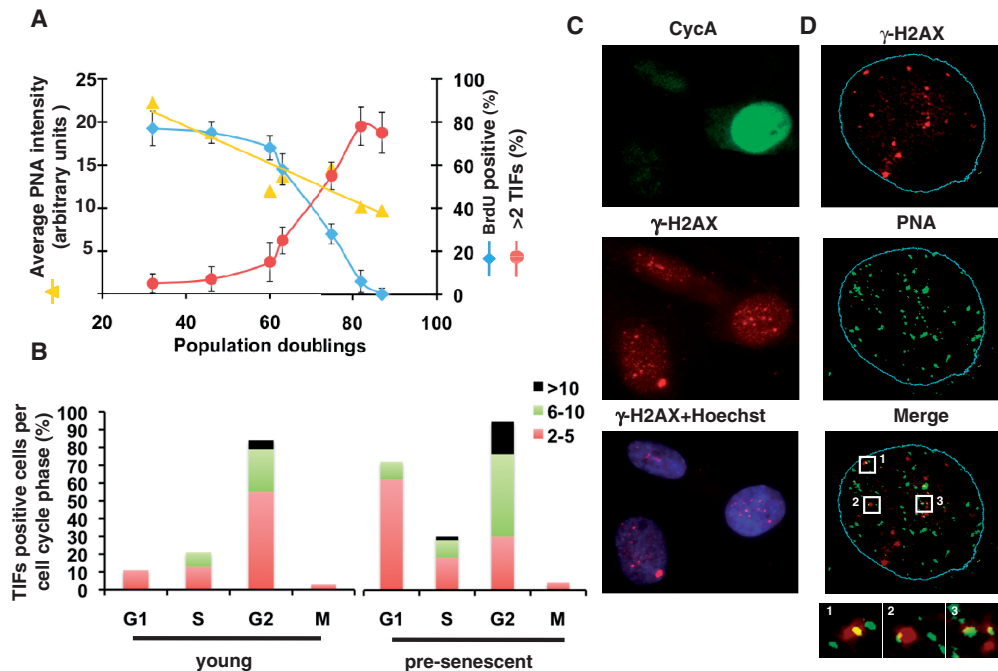 A
Average PNA intensity
(arbitrary units )
25
20
15
10
5
100
80
60
40
20
0
BrdU positive (%)
>2 TIFs (%)
20
40
60
80
100
Population doublings
B
TIFs positive cells per
cell cycle phase (%)
100
90
80
70
60
50
40
30
20
10
0
>10
6-10
2-5
G1
S
G2
M
G1
S
G2
M
young
pre-senescent
C
CycA
γ-H2AX
γ-H2AX+Hoechst
D
γ-H2AX
PNA
Merge
1
2
3
1
2
3